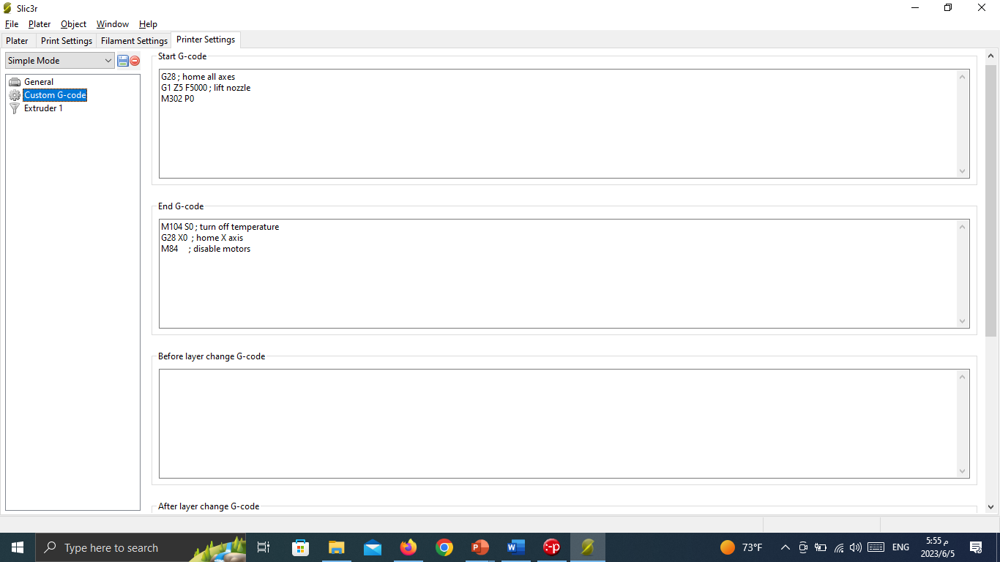 Slic3r
File Plater Object Window Help
Plater Print Settings Filament Settings Printer Settings
Simple Mode
General
Custom G-code
Extruder 1
Start G-code
G28 ; home all axes
G1 Z5 F5000 ; lift nozzle
M302 P0
End G-code
M104 S0 ; turn off temperature
G28 X0 ; home X axis
M84 ; disable motors
Before layer change G-code
After layer change G-code
Type here to search
73°F
ENG
5:55 م
2023/6/5